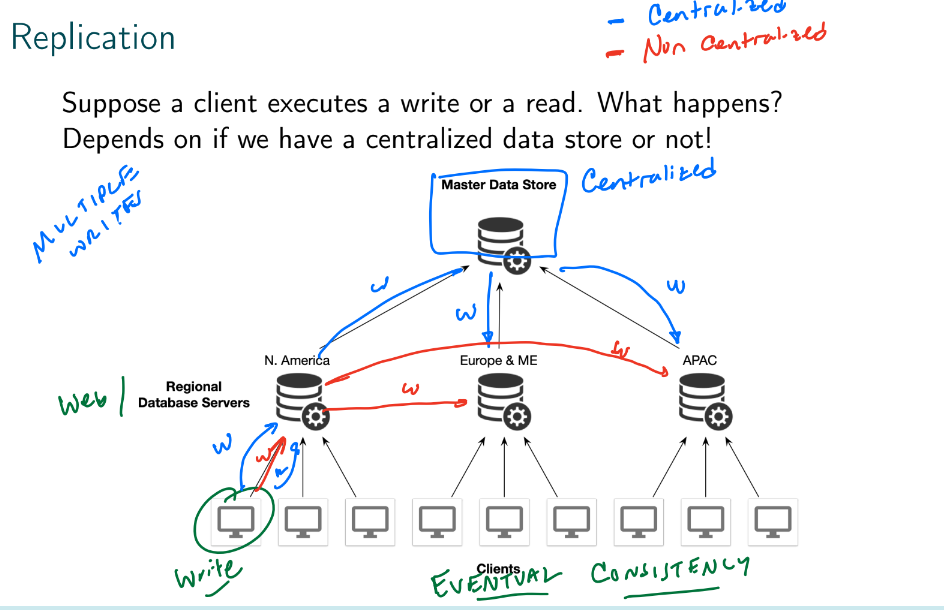 – Centralized
– Non Centralized
Replication
Suppose a client executes a write or a read. What happens?
Depends on if we have a centralized data store or not!
MULTIPLE
WRITES
Master Data Store
Centralized
W
W
W
N. America
Europe & ME
APAC
W
W
Web
Regional
Database Servers
W
W
Write
Clients
EVENTUAL CONSISTENCY